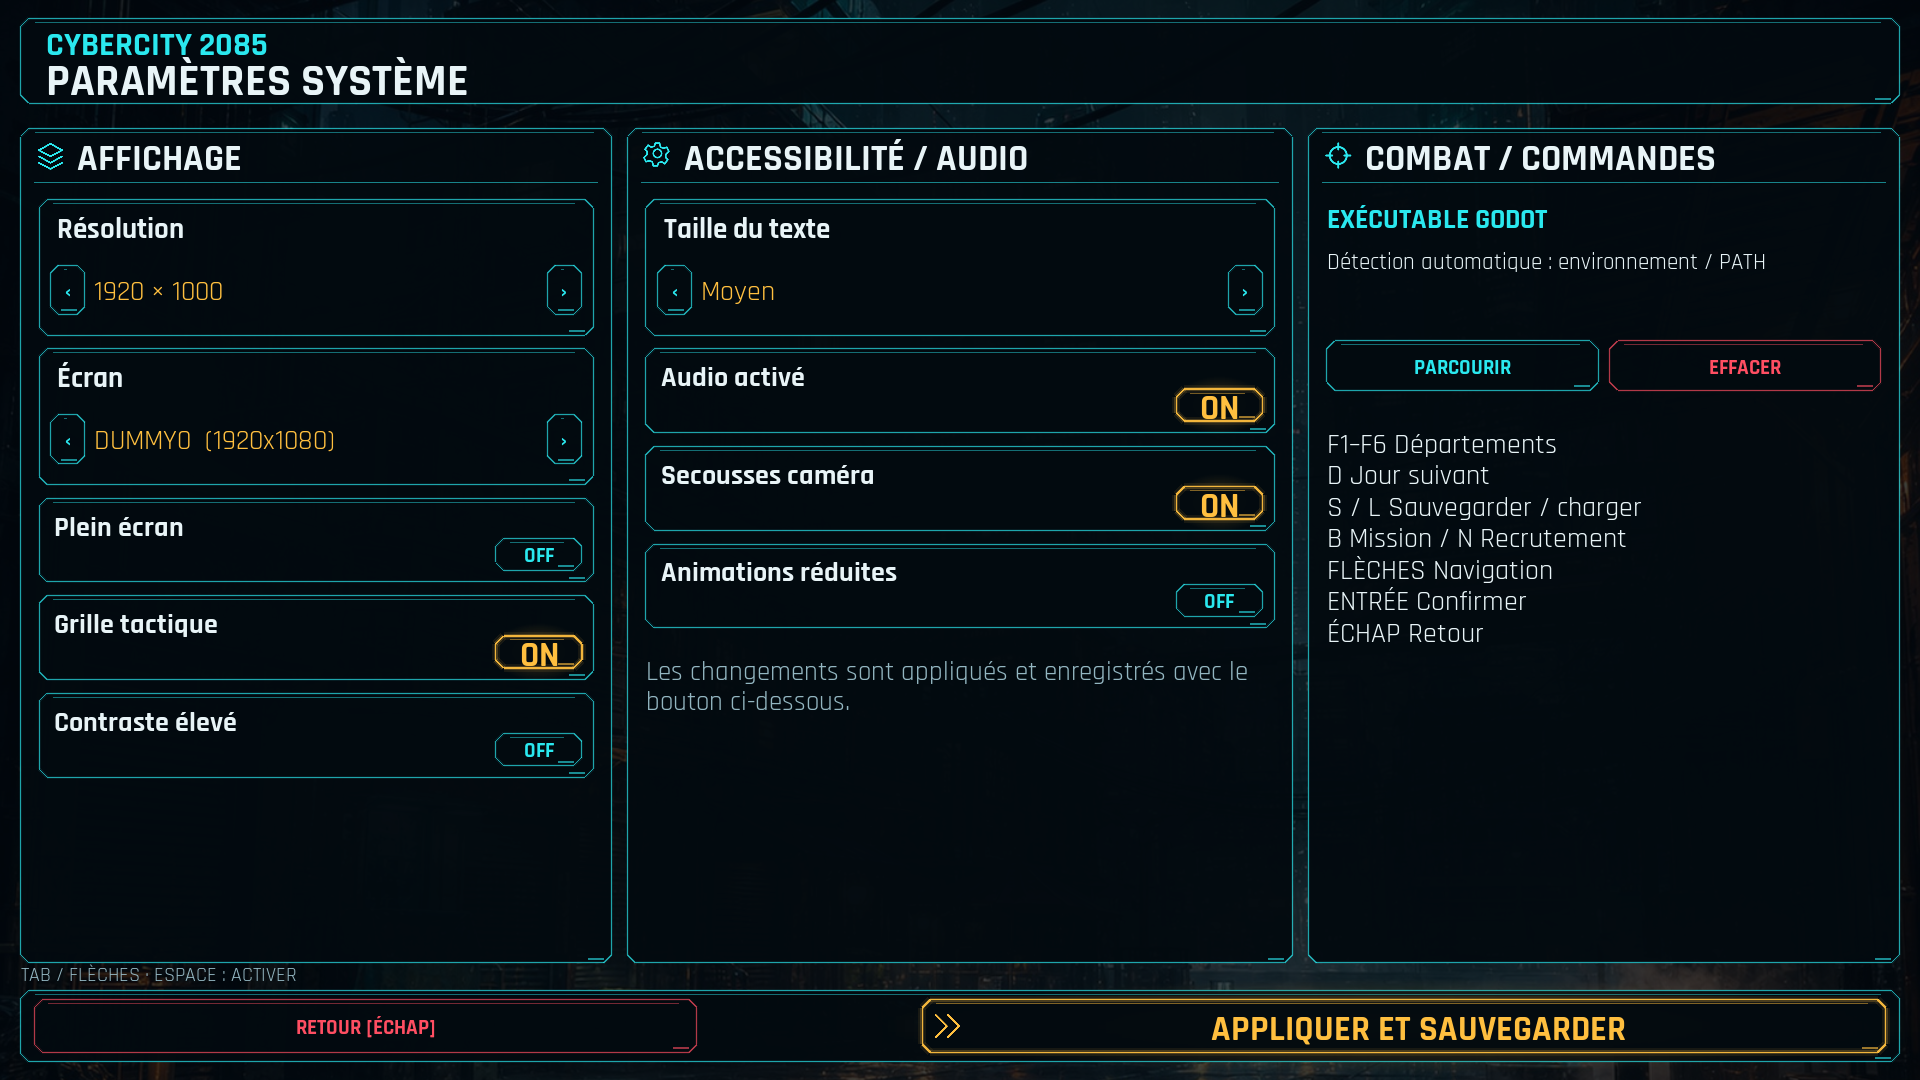 CYBERCITY 2085
PARAMÈTRES SYSTÈME
AFFICHAGE
Résolution
‹ 1920 × 1000 ›
Écran
‹ DUMMY0 (1920x1080) ›
Plein écran
OFF
Grille tactique
ON
Contraste élevé
OFF
ACCESSIBILITÉ / AUDIO
Taille du texte
‹ Moyen ›
Audio activé
ON
Secousses caméra
ON
Animations réduites
OFF
Les changements sont appliqués et enregistrés avec le
bouton ci-dessous.
COMBAT / COMMANDES
EXÉCUTABLE GODOT
Détection automatique : environnement / PATH
PARCOURIR
EFFACER
F1–F6 Départements
D Jour suivant
S / L Sauvegarder / charger
B Mission / N Recrutement
FLÈCHES Navigation
ENTRÉE Confirmer
ÉCHAP Retour
TAB / FLÈCHES · ESPACE : ACTIVER
RETOUR [ÉCHAP]
APPLIQUER ET SAUVEGARDER